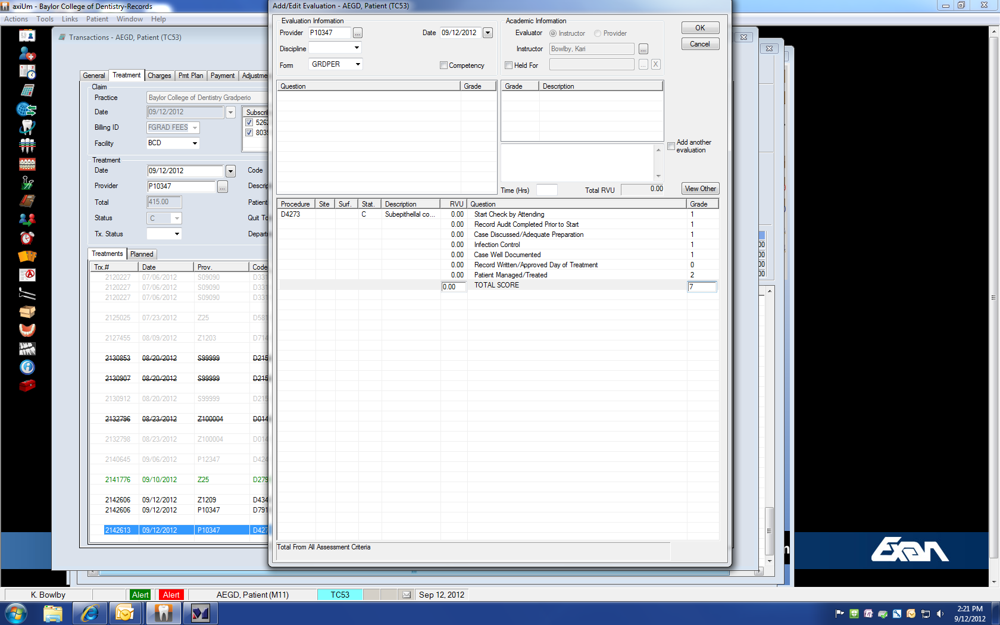 axiUm - Baylor College of Dentistry-Records
Actions Tools Links Patient Window Help
Transactions - AEGD, Patient (TC53)
General Treatment Charges Pmt Plan Payment
Claim
Practice Baylor College of Dentistry Gradperio
Date 09/12/2012
Billing ID FGRAD FEES
Facility BCD
5262
8039
Treatment
Date 09/12/2012 Code
Provider P10347 ...
Total 415.00 Patient
Status C
Tx. Status
Treatments Planned
Trx.# Date Prov. Code
2120227 07/06/2012 S09090 D331
2120227 07/06/2012 S09090 D331
2120227 07/06/2012 S09090 D331
2125025 07/23/2012 Z25 D581
2127455 08/09/2012 Z1203 D714
2130853 08/20/2012 S99999 D215
2130907 08/20/2012 S99999 D215
2130912 08/20/2012 S99999 D215
2132796 08/23/2012 Z100004 D014
2132798 08/23/2012 Z100004 D014
2140645 09/06/2012 P12347 D424
2141776 09/10/2012 Z25 D279
2142606 09/12/2012 Z1209 D434
2142606 09/12/2012 P10347 D791
2142613 09/12/2012 P10347 D427
Add/Edit Evaluation - AEGD, Patient (TC53)
Evaluation Information
Provider P10347 ... Date 09/12/2012
Discipline
Form GRDPER Competency
Academic Information
Evaluator Instructor Provider
Instructor Bowlby, Kari ...
Held For ... X
OK
Cancel
Question Grade
Grade Description
Add another
evaluation
Time (Hrs) Total RVU 0.00 View Other
Procedure Site Surf. Stat. Description RVU Question Grade
D4273 C Subepithelial co... 0.00 Start Check by Attending 1
0.00 Record Audit Completed Prior to Start 1
0.00 Case Discussed/Adequate Preparation 1
0.00 Infection Control 1
0.00 Case Well Documented 1
0.00 Record Written/Approved Day of Treatment 0
0.00 Patient Managed/Treated 2
0.00 TOTAL SCORE 7
Total From All Assessment Criteria
Exan
K. Bowlby Alert Alert AEGD, Patient (M11) TC53 Sep 12, 2012
2:21 PM
9/12/2012